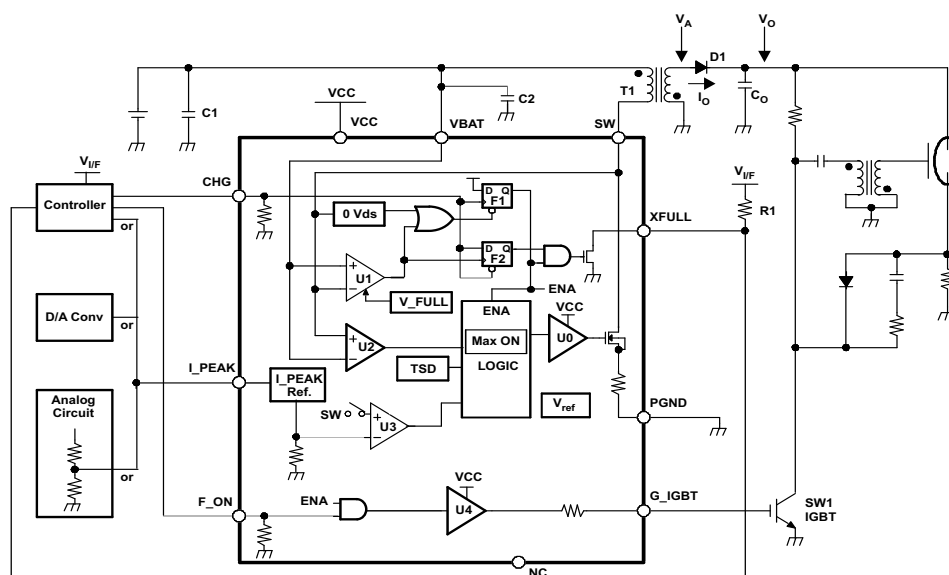 VA
VO
D1
T1
IO
CO
C1
VCC
VCC
VBAT
C2
SW
VI/F
Controller
or
CHG
0 Vds
D Q
F1
D Q
F2
VI/F
R1
XFULL
+
−
U1
V_FULL
ENA
ENA
VCC
D/A Conv
or
+
−
U2
Max ON
LOGIC
U0
TSD
I_PEAK
I_PEAK
Ref.
Vref
PGND
Analog
Circuit
or
SW
+
−
U3
F_ON
ENA
VCC
U4
G_IGBT
SW1
IGBT
NC